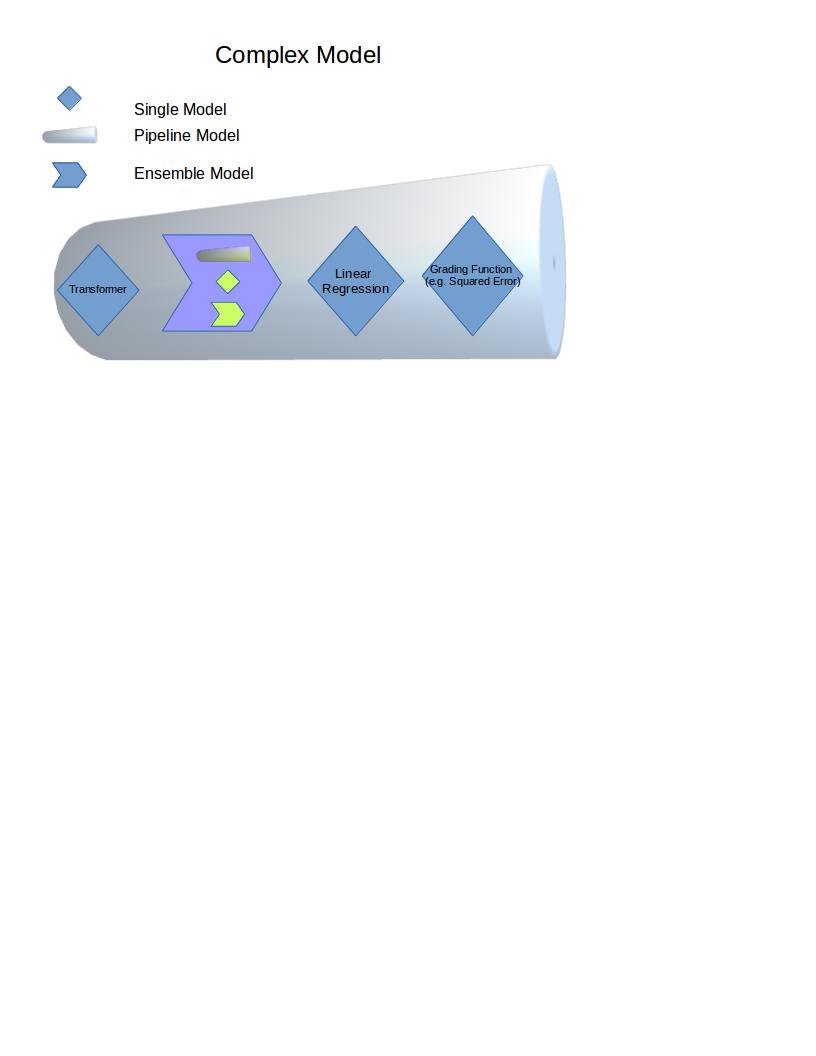 Complex Model
Single Model
Pipeline Model
Ensemble Model
Transformer
Linear
Regression
Grading Function
(e.g. Squared Error)